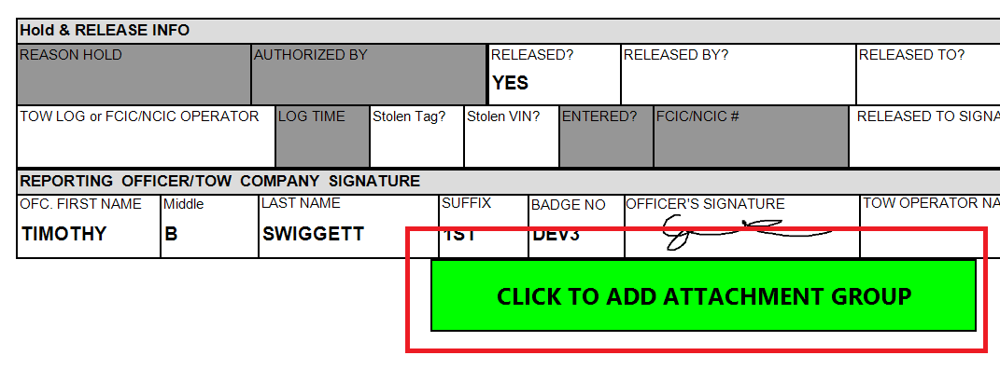 Hold & RELEASE INFO
REASON HOLD AUTHORIZED BY RELEASED? RELEASED BY? RELEASED TO?
YES
TOW LOG or FCIC/NCIC OPERATOR LOG TIME Stolen Tag? Stolen VIN? ENTERED? FCIC/NCIC # RELEASED TO SIGNA
REPORTING OFFICER/TOW COMPANY SIGNATURE
OFC. FIRST NAME Middle LAST NAME SUFFIX BADGE NO OFFICER'S SIGNATURE TOW OPERATOR NA
TIMOTHY B SWIGGETT 1ST DEV3
CLICK TO ADD ATTACHMENT GROUP